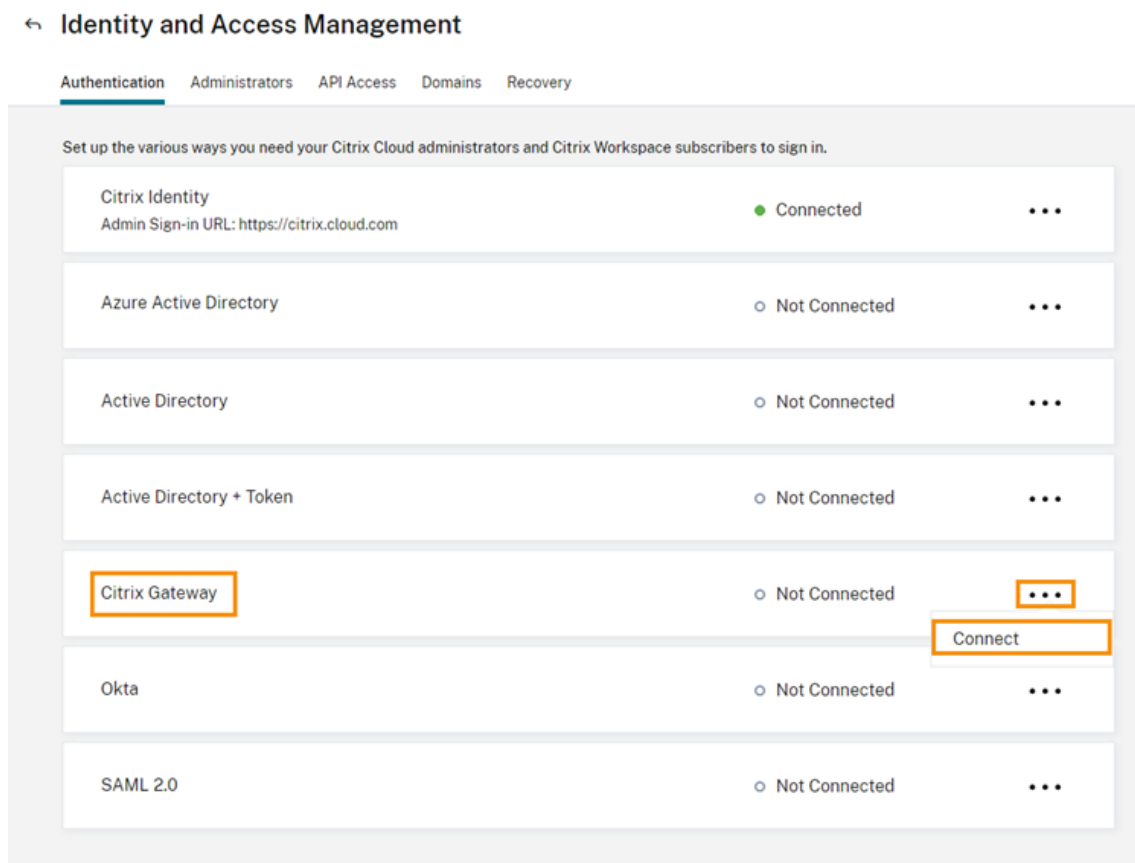 Identity and Access Management
Authentication Administrators API Access Domains Recovery
Set up the various ways you need your Citrix Cloud administrators and Citrix Workspace subscribers to sign in.
Citrix Identity
Admin Sign-in URL: https://citrix.cloud.com
Connected
Azure Active Directory
Not Connected
Active Directory
Not Connected
Active Directory + Token
Not Connected
Citrix Gateway
Not Connected
Connect
Okta
Not Connected
SAML 2.0
Not Connected